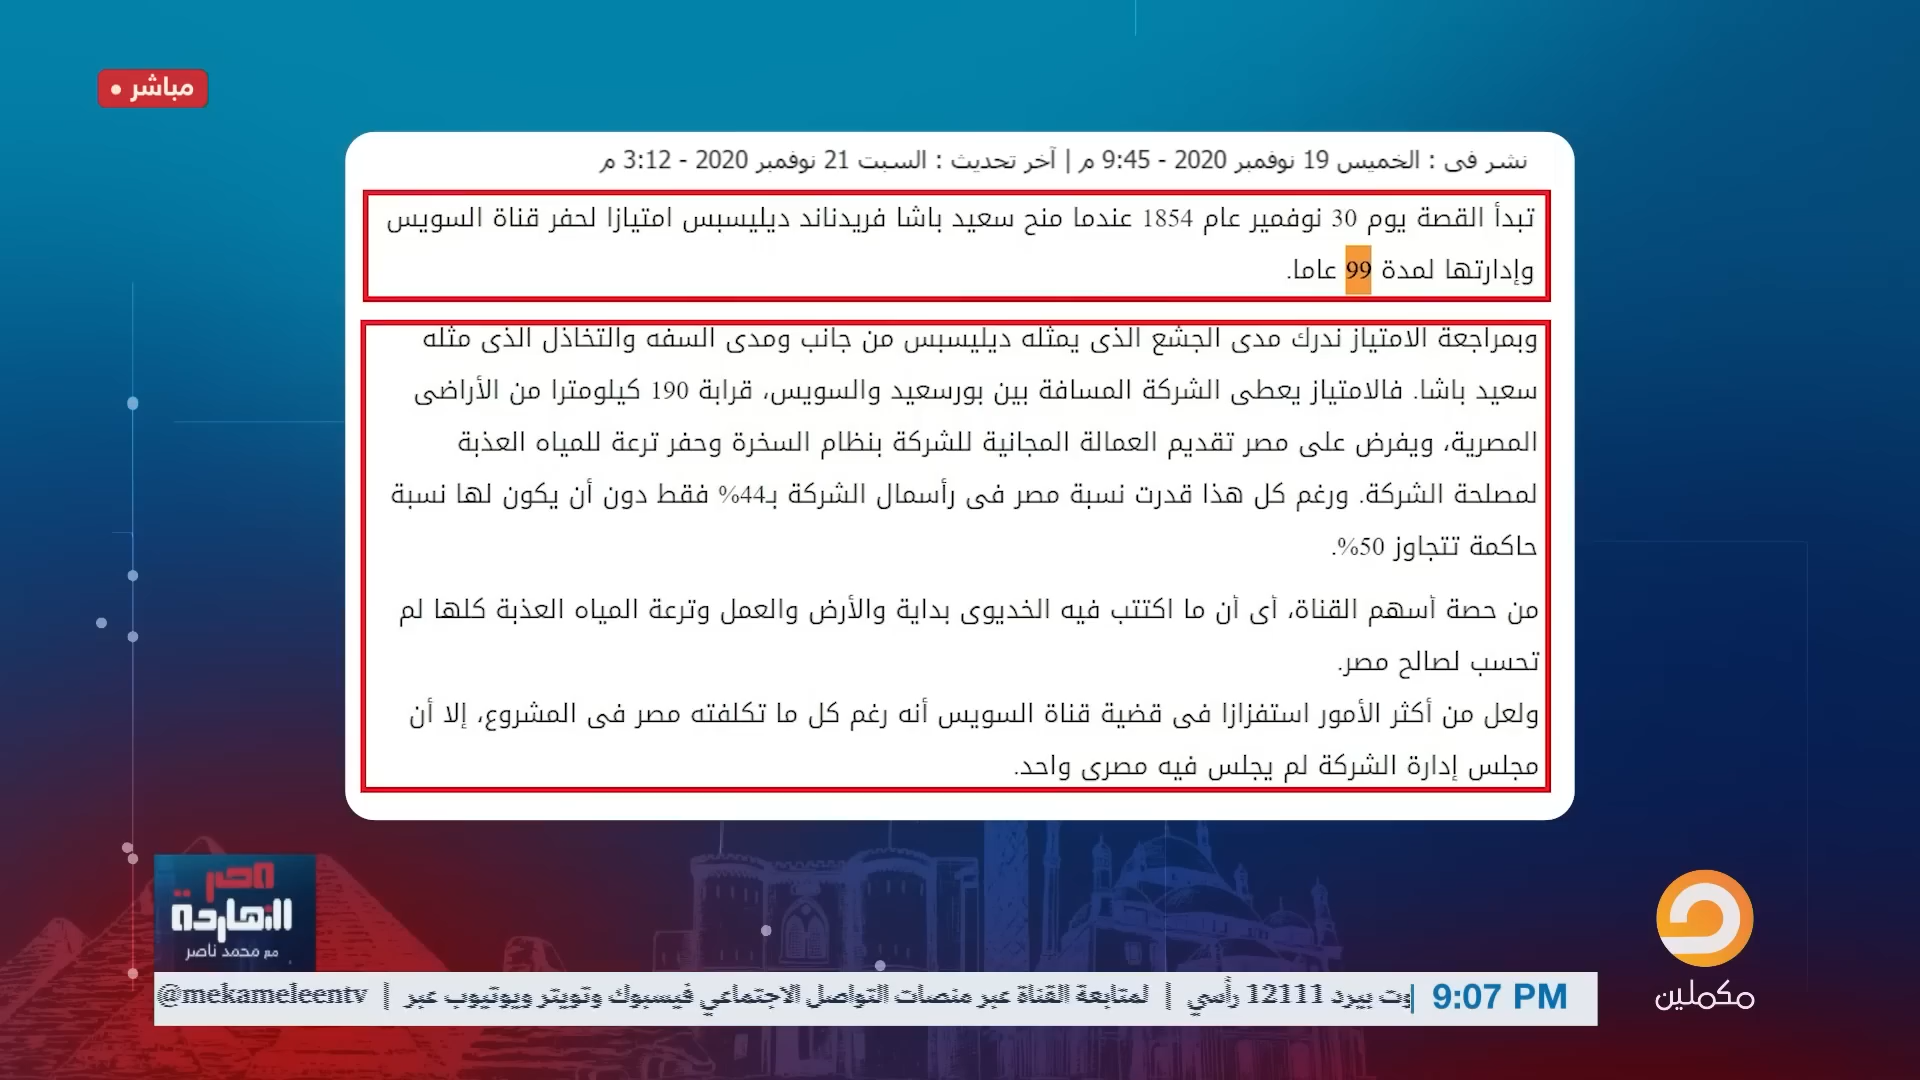 مباشر
نشر فى : الخميس 19 نوفمبر 2020 - 9:45 م | آخر تحديث : السبت 21 نوفمبر 2020 - 3:12 م
تبدأ القصة يوم 30 نوفمير عام 1854 عندما منح سعيد باشا فريدناند ديليسبس امتيازا لحفر قناة السويس
وإدارتها لمدة 99 عاما.
وبمراجعة الامتياز ندرك مدى الجشع الذى يمثله ديليسبس من جانب ومدى السفه والتخاذل الذى مثله
سعيد باشا. فالامتياز يعطى الشركة المسافة بين بورسعيد والسويس، قرابة 190 كيلومترا من الأراضى
المصرية، ويفرض على مصر تقديم العمالة المجانية للشركة بنظام السخرة وحفر ترعة للمياه العذبة
لمصلحة الشركة. ورغم كل هذا قدرت نسبة مصر فى رأسمال الشركة بـ44% فقط دون أن يكون لها نسبة
حاكمة تتجاوز 50%.
من حصة أسهم القناة، أى أن ما اكتتب فيه الخديوى بداية والأرض والعمل وترعة المياه العذبة كلها لم
تحسب لصالح مصر.
ولعل من أكثر الأمور استفزازا فى قضية قناة السويس أنه رغم كل ما تكلفته مصر فى المشروع، إلا أن
مجلس إدارة الشركة لم يجلس فيه مصرى واحد.
مصر
النهاردة
مع محمد ناصر
مكملين
9:07 PM
وت بيرد 12111 رأسي | لمتابعة القناة عبر منصات التواصل الاجتماعي فيسبوك وتويتر ويوتيوب عبر | @mekameleentv